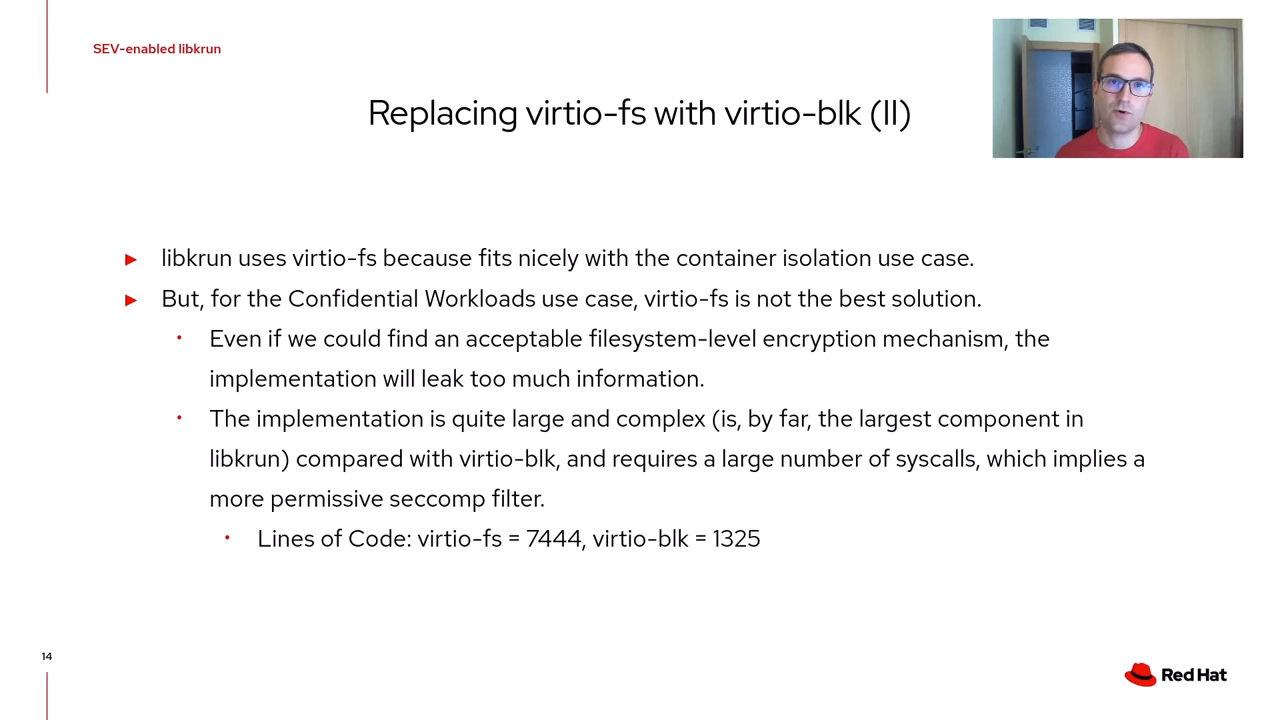 SEV-enabled libkrun
Replacing virtio-fs with virtio-blk (II)
libkrun uses virtio-fs because fits nicely with the container isolation use case.
But, for the Confidential Workloads use case, virtio-fs is not the best solution.
Even if we could find an acceptable filesystem-level encryption mechanism, the
implementation will leak too much information.
The implementation is quite large and complex (is, by far, the largest component in
libkrun) compared with virtio-blk, and requires a large number of syscalls, which implies a
more permissive seccomp filter.
Lines of Code: virtio-fs = 7444, virtio-blk = 1325
14
Red Hat